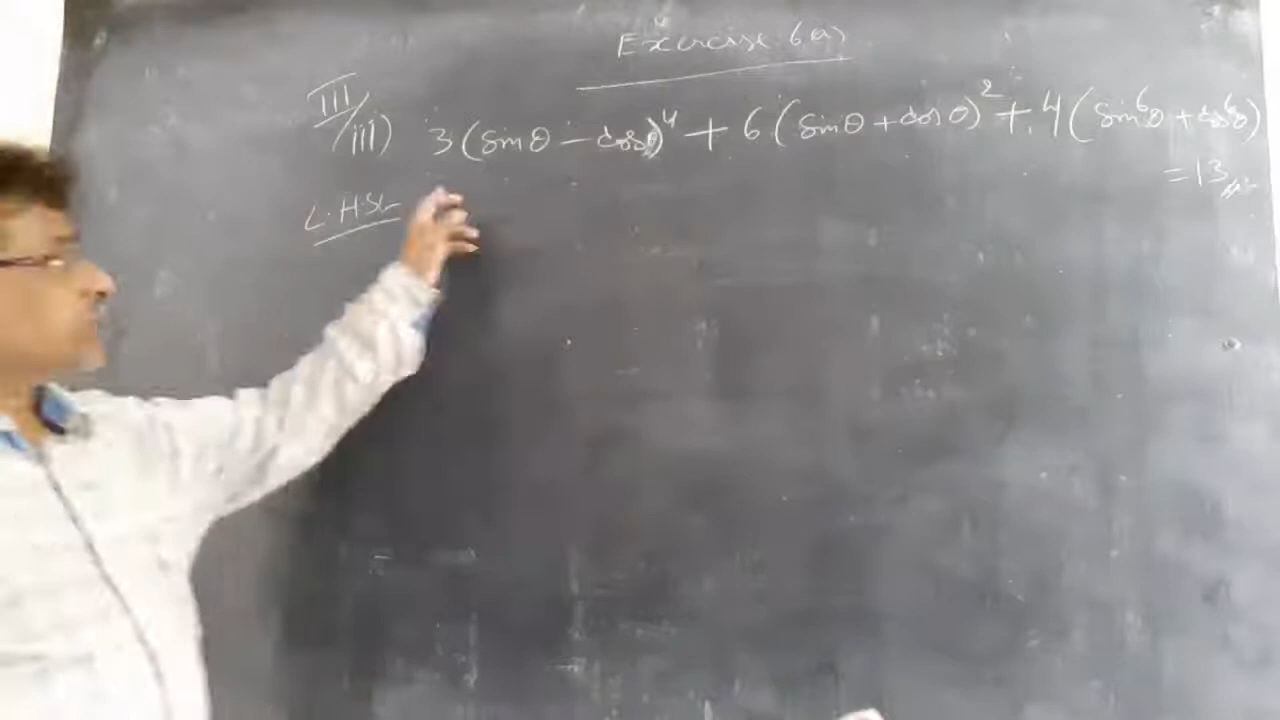 Exercise 6(a)
III/iii) 3(sinθ - cosθ)⁴ + 6(sinθ + cosθ)² + 4(sin⁶θ + cos⁶θ)
= 13
L.H.S